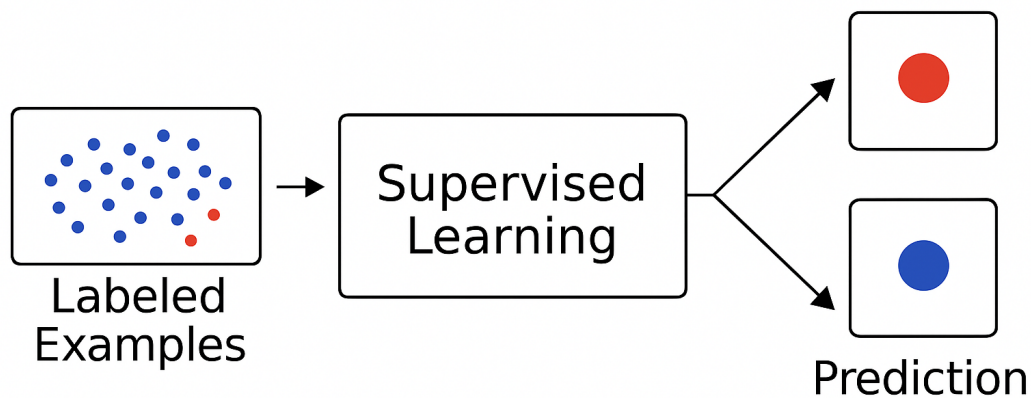 Labeled
Examples
Supervised
Learning
Prediction